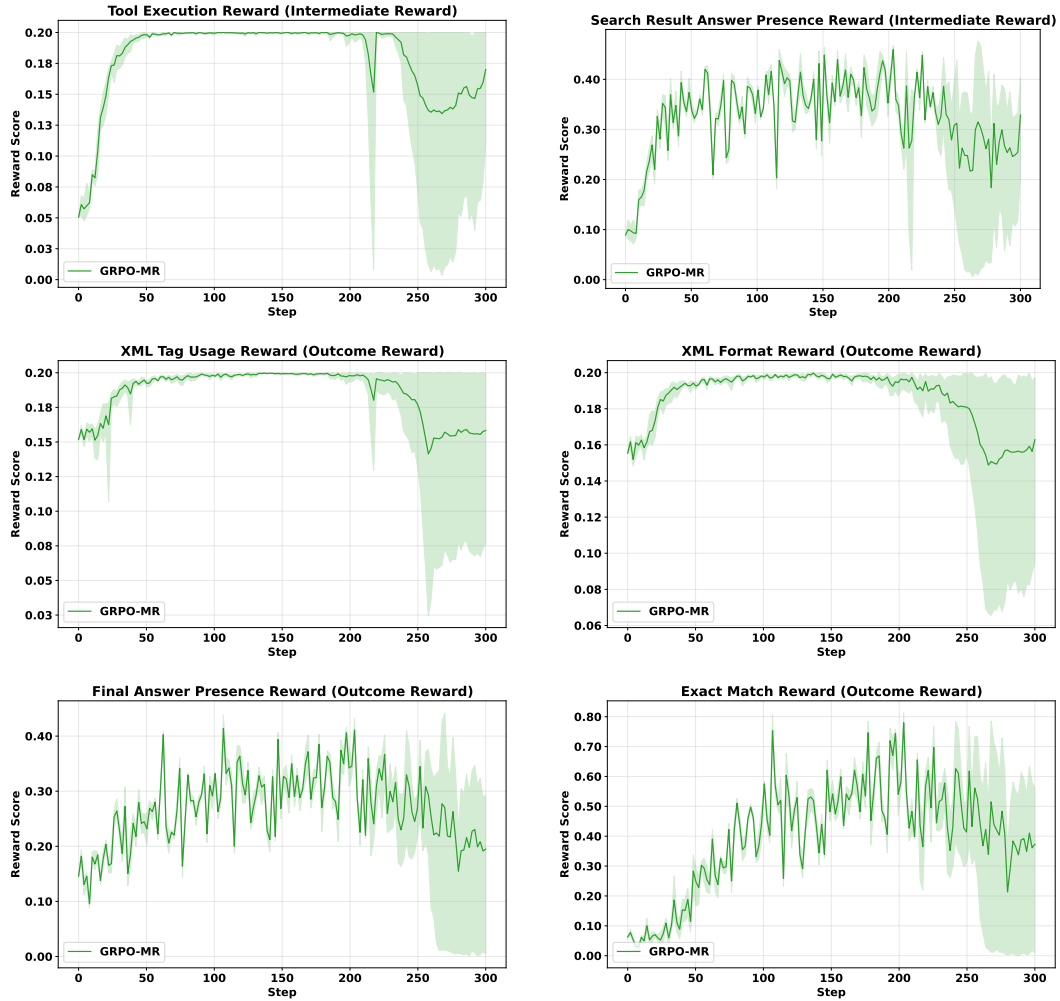 Tool Execution Reward (Intermediate Reward)
Reward Score
0.20
0.18
0.15
0.13
0.10
0.08
0.05
0.03
0.00
GRPO-MR
0 50 100 150 200 250 300
Step
Search Result Answer Presence Reward (Intermediate Reward)
Reward Score
0.40
0.30
0.20
0.10
0.00
GRPO-MR
0 50 100 150 200 250 300
Step
XML Tag Usage Reward (Outcome Reward)
Reward Score
0.20
0.18
0.15
0.12
0.10
0.08
0.05
0.03
GRPO-MR
0 50 100 150 200 250 300
Step
XML Format Reward (Outcome Reward)
Reward Score
0.20
0.18
0.16
0.14
0.12
0.10
0.08
0.06
GRPO-MR
0 50 100 150 200 250 300
Step
Final Answer Presence Reward (Outcome Reward)
Reward Score
0.40
0.30
0.20
0.10
0.00
GRPO-MR
0 50 100 150 200 250 300
Step
Exact Match Reward (Outcome Reward)
Reward Score
0.80
0.70
0.60
0.50
0.40
0.30
0.20
0.10
0.00
GRPO-MR
0 50 100 150 200 250 300
Step